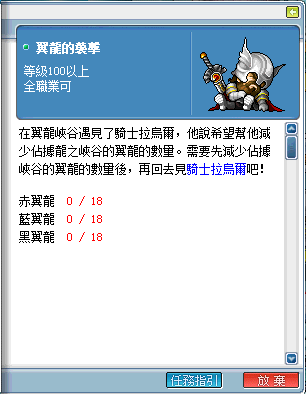 翼龍的襲擊
等級100以上
全職業可
在翼龍峽谷遇見了騎士拉烏爾，他說希望幫他減
少佔據龍之峽谷的翼龍的數量。需要先減少佔據
峽谷的翼龍的數量後，再回去見騎士拉烏爾吧！
赤翼龍 0 / 18
藍翼龍 0 / 18
黑翼龍 0 / 18
任務指引 放棄